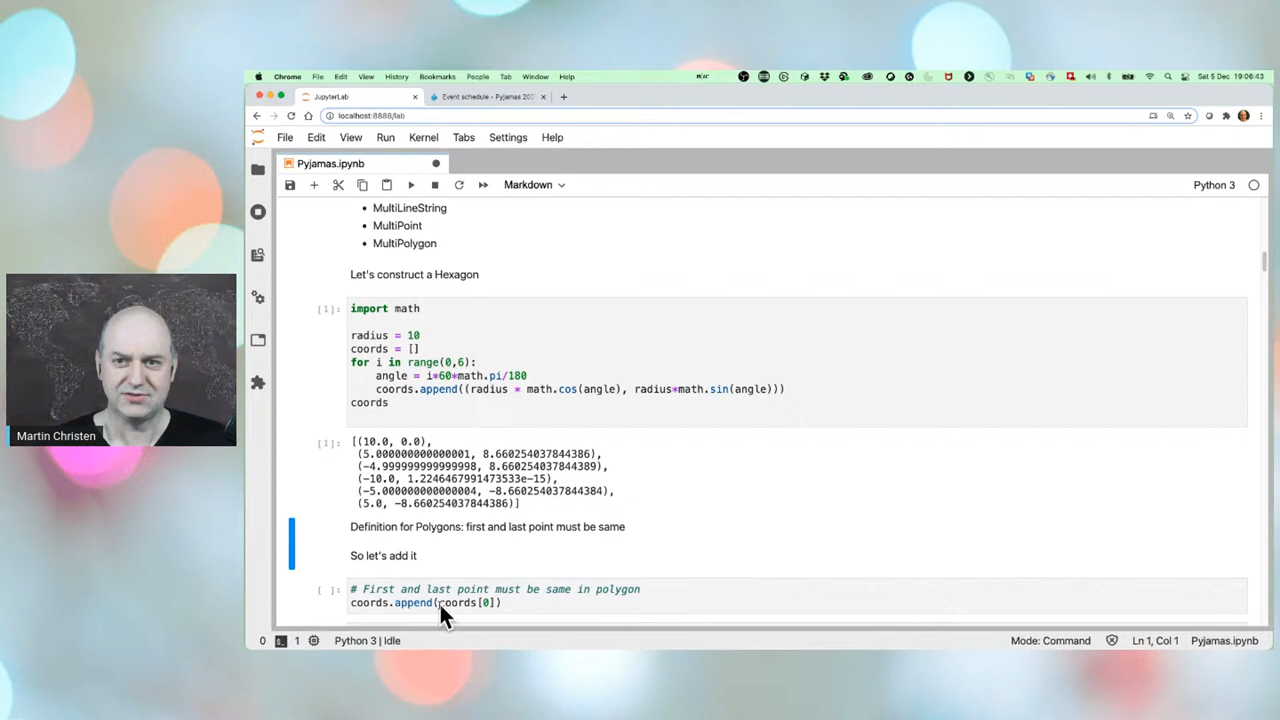 Chrome File Edit View History Bookmarks People Tab Window Help Sat 5 Dec 19:06:43
JupyterLab × Event schedule - Pyjamas 202 × +
localhost:8888/lab
File Edit View Run Kernel Tabs Settings Help
Pyjamas.ipynb
Markdown Python 3
• MultiLineString
• MultiPoint
• MultiPolygon
Let's construct a Hexagon
[1]: import math
radius = 10
coords = []
for i in range(0,6):
    angle = i*60*math.pi/180
    coords.append((radius * math.cos(angle), radius*math.sin(angle)))
coords
[1]: [(10.0, 0.0),
(5.000000000000001, 8.660254037844386),
(-4.999999999999998, 8.660254037844389),
(-10.0, 1.2246467991473533e-15),
(-5.000000000000004, -8.660254037844384),
(5.0, -8.660254037844386)]
Martin Christen
Definition for Polygons: first and last point must be same
So let's add it
[ ]: # First and last point must be same in polygon
coords.append(coords[0])
0 1 Python 3 | Idle Mode: Command Ln 1, Col 1 Pyjamas.ipynb